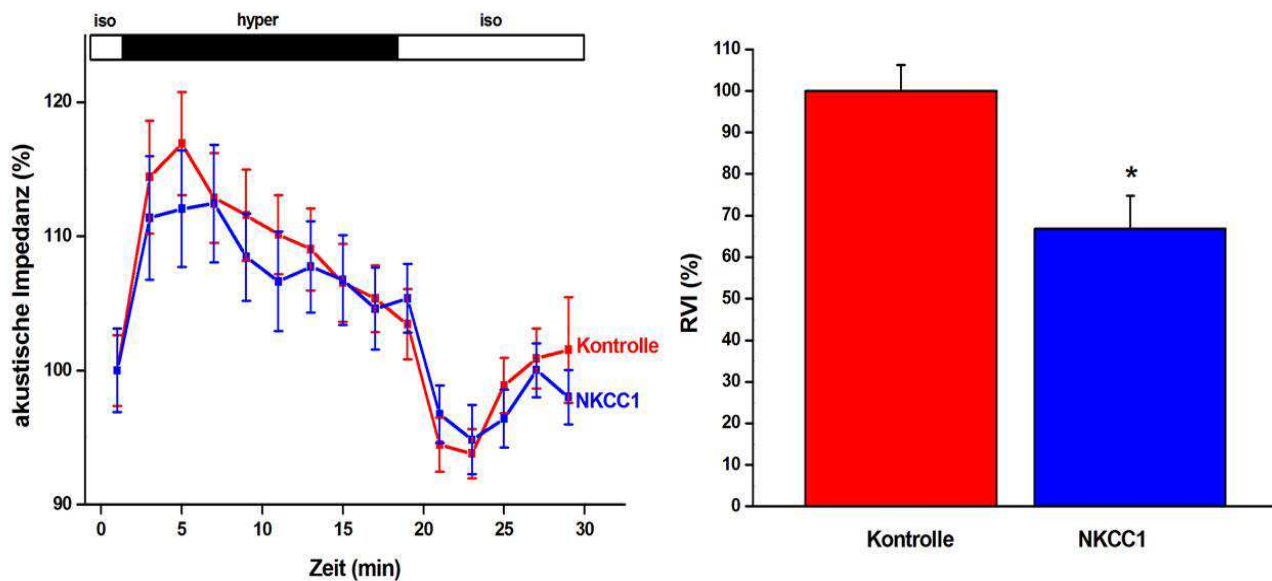 iso hyper iso
akustische Impedanz (%)
120
110
100
90
Kontrolle
NKCC1
0 5 10 15 20 25 30
Zeit (min)
RVI (%)
110
100
90
80
70
60
50
40
30
20
10
0
*
Kontrolle NKCC1